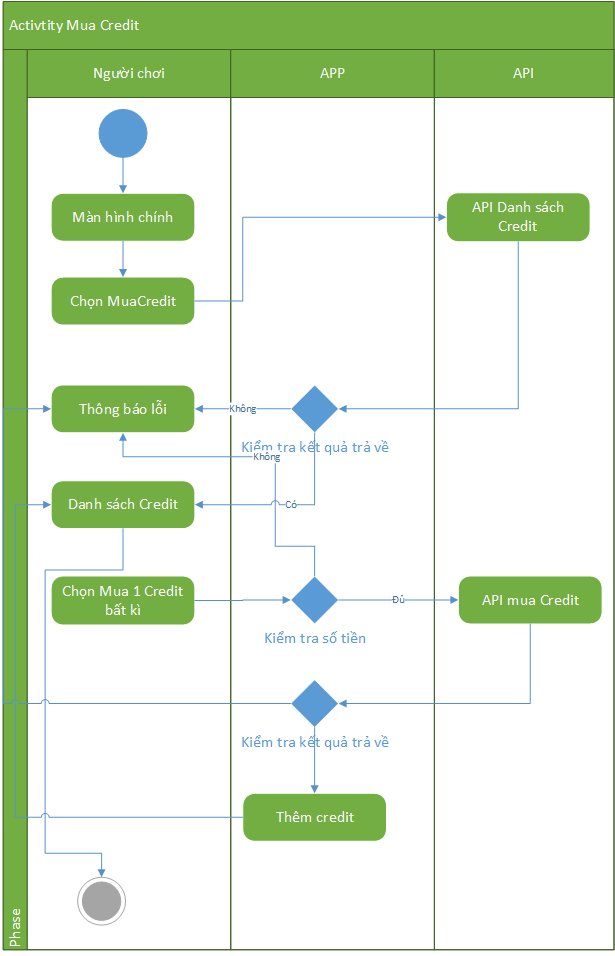 Activtity Mua Credit
Người chơi
APP
API
Màn hình chính
API Danh sách
Credit
Chọn MuaCredit
Thông báo lỗi
Không
Kiểm tra kết quả trả về
Không
Danh sách Credit
Có
Chọn Mua 1 Credit
bất kì
Đủ
API mua Credit
Kiểm tra số tiền
Kiểm tra kết quả trả về
Thêm credit
Phase